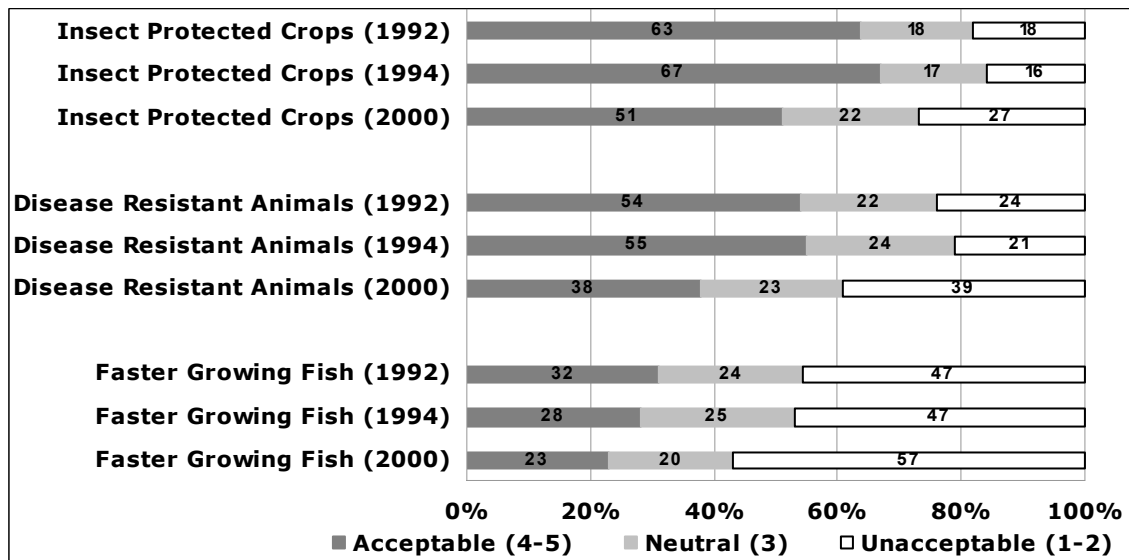 Insect Protected Crops (1992) 63 18 18
Insect Protected Crops (1994) 67 17 16
Insect Protected Crops (2000) 51 22 27
Disease Resistant Animals (1992) 54 22 24
Disease Resistant Animals (1994) 55 24 21
Disease Resistant Animals (2000) 38 23 39
Faster Growing Fish (1992) 32 24 47
Faster Growing Fish (1994) 28 25 47
Faster Growing Fish (2000) 23 20 57
0% 20% 40% 60% 80% 100%
Acceptable (4-5) Neutral (3) Unacceptable (1-2)